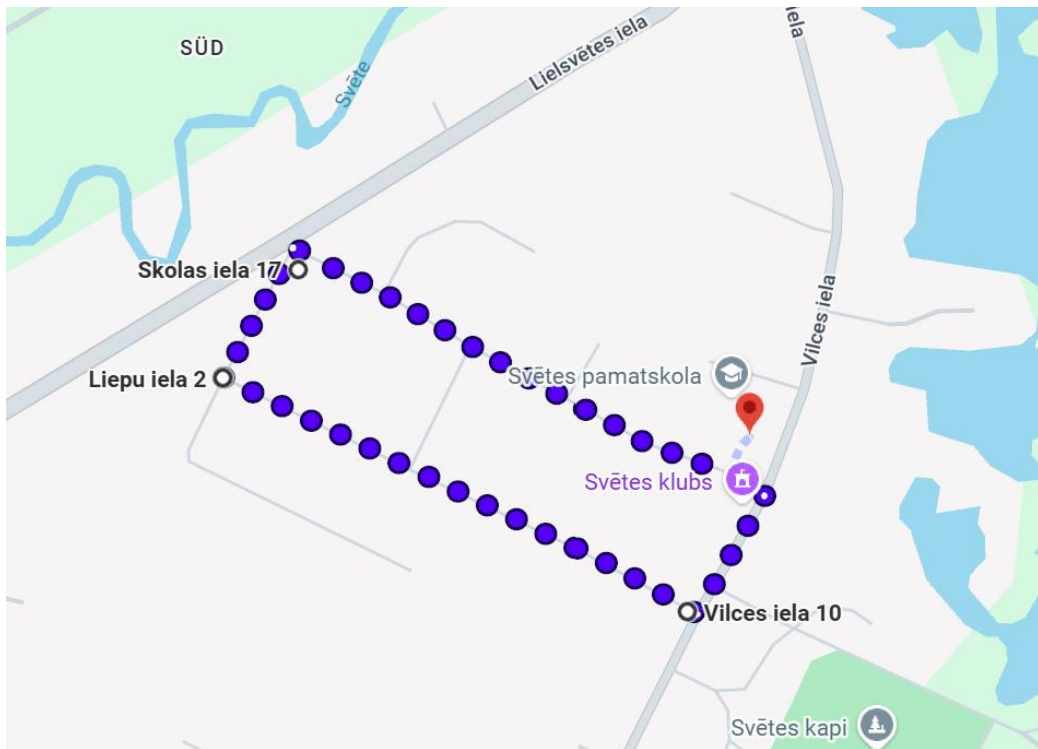 SÜD
Svēte
Lielsvētes iela
iela
Skolas iela 17
Vilces iela
Liepu iela 2
Svētes pamatskola
Svētes klubs
Vilces iela 10
Svētes kapi